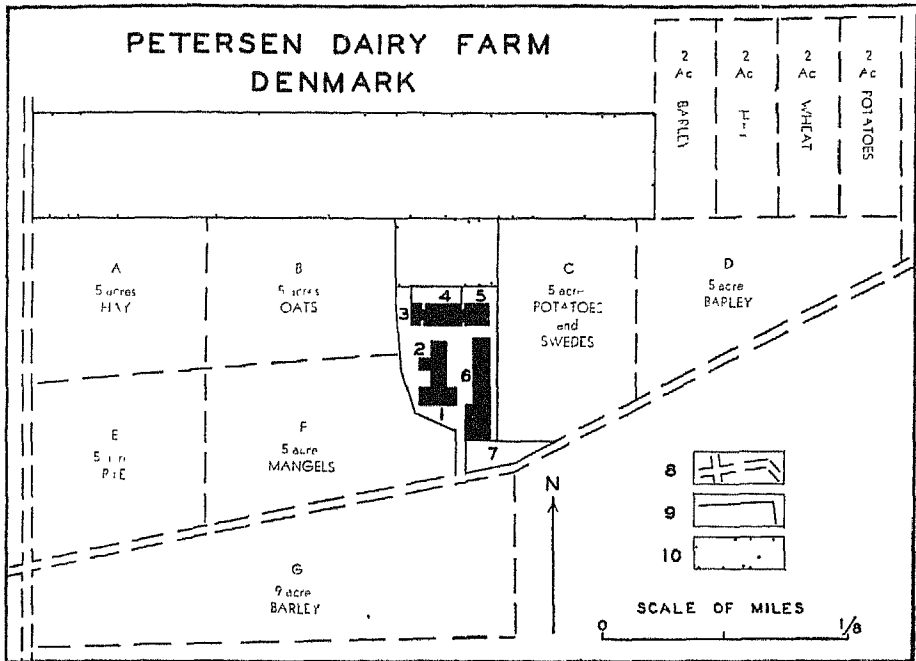 PETERSEN DAIRY FARM
DENMARK
2
Ac
BARLEY
2
Ac
2
Ac
WHEAT
2
Ac
POTATOES
A
5 acres
HAY
B
5 acres
OATS
C
5 acre
POTATOES
and
SWEDES
D
5 acre
BARLEY
3
4
5
2
6
1
7
E
5
F
5 acre
MANGELS
G
9 acre
BARLEY
N
8
9
10
SCALE OF MILES
0
1/8